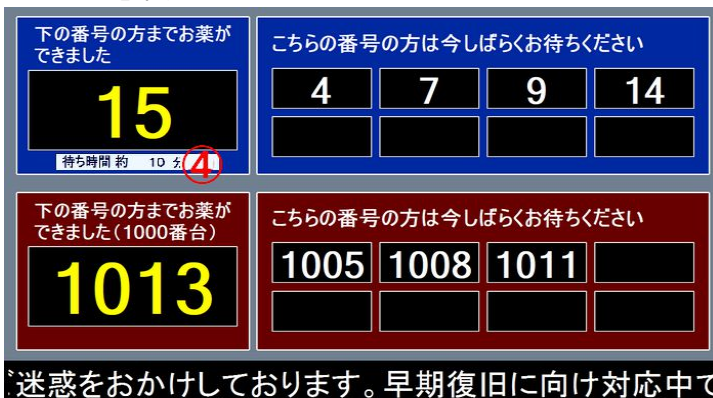 下の番号の方までお薬が
できました
15
待ち時間 約 10 分
④
こちらの番号の方は今しばらくお待ちください
4 7 9 14
下の番号の方までお薬が
できました(1000番台)
1013
こちらの番号の方は今しばらくお待ちください
1005 1008 1011
迷惑をおかけしております。早期復旧に向け対応中で